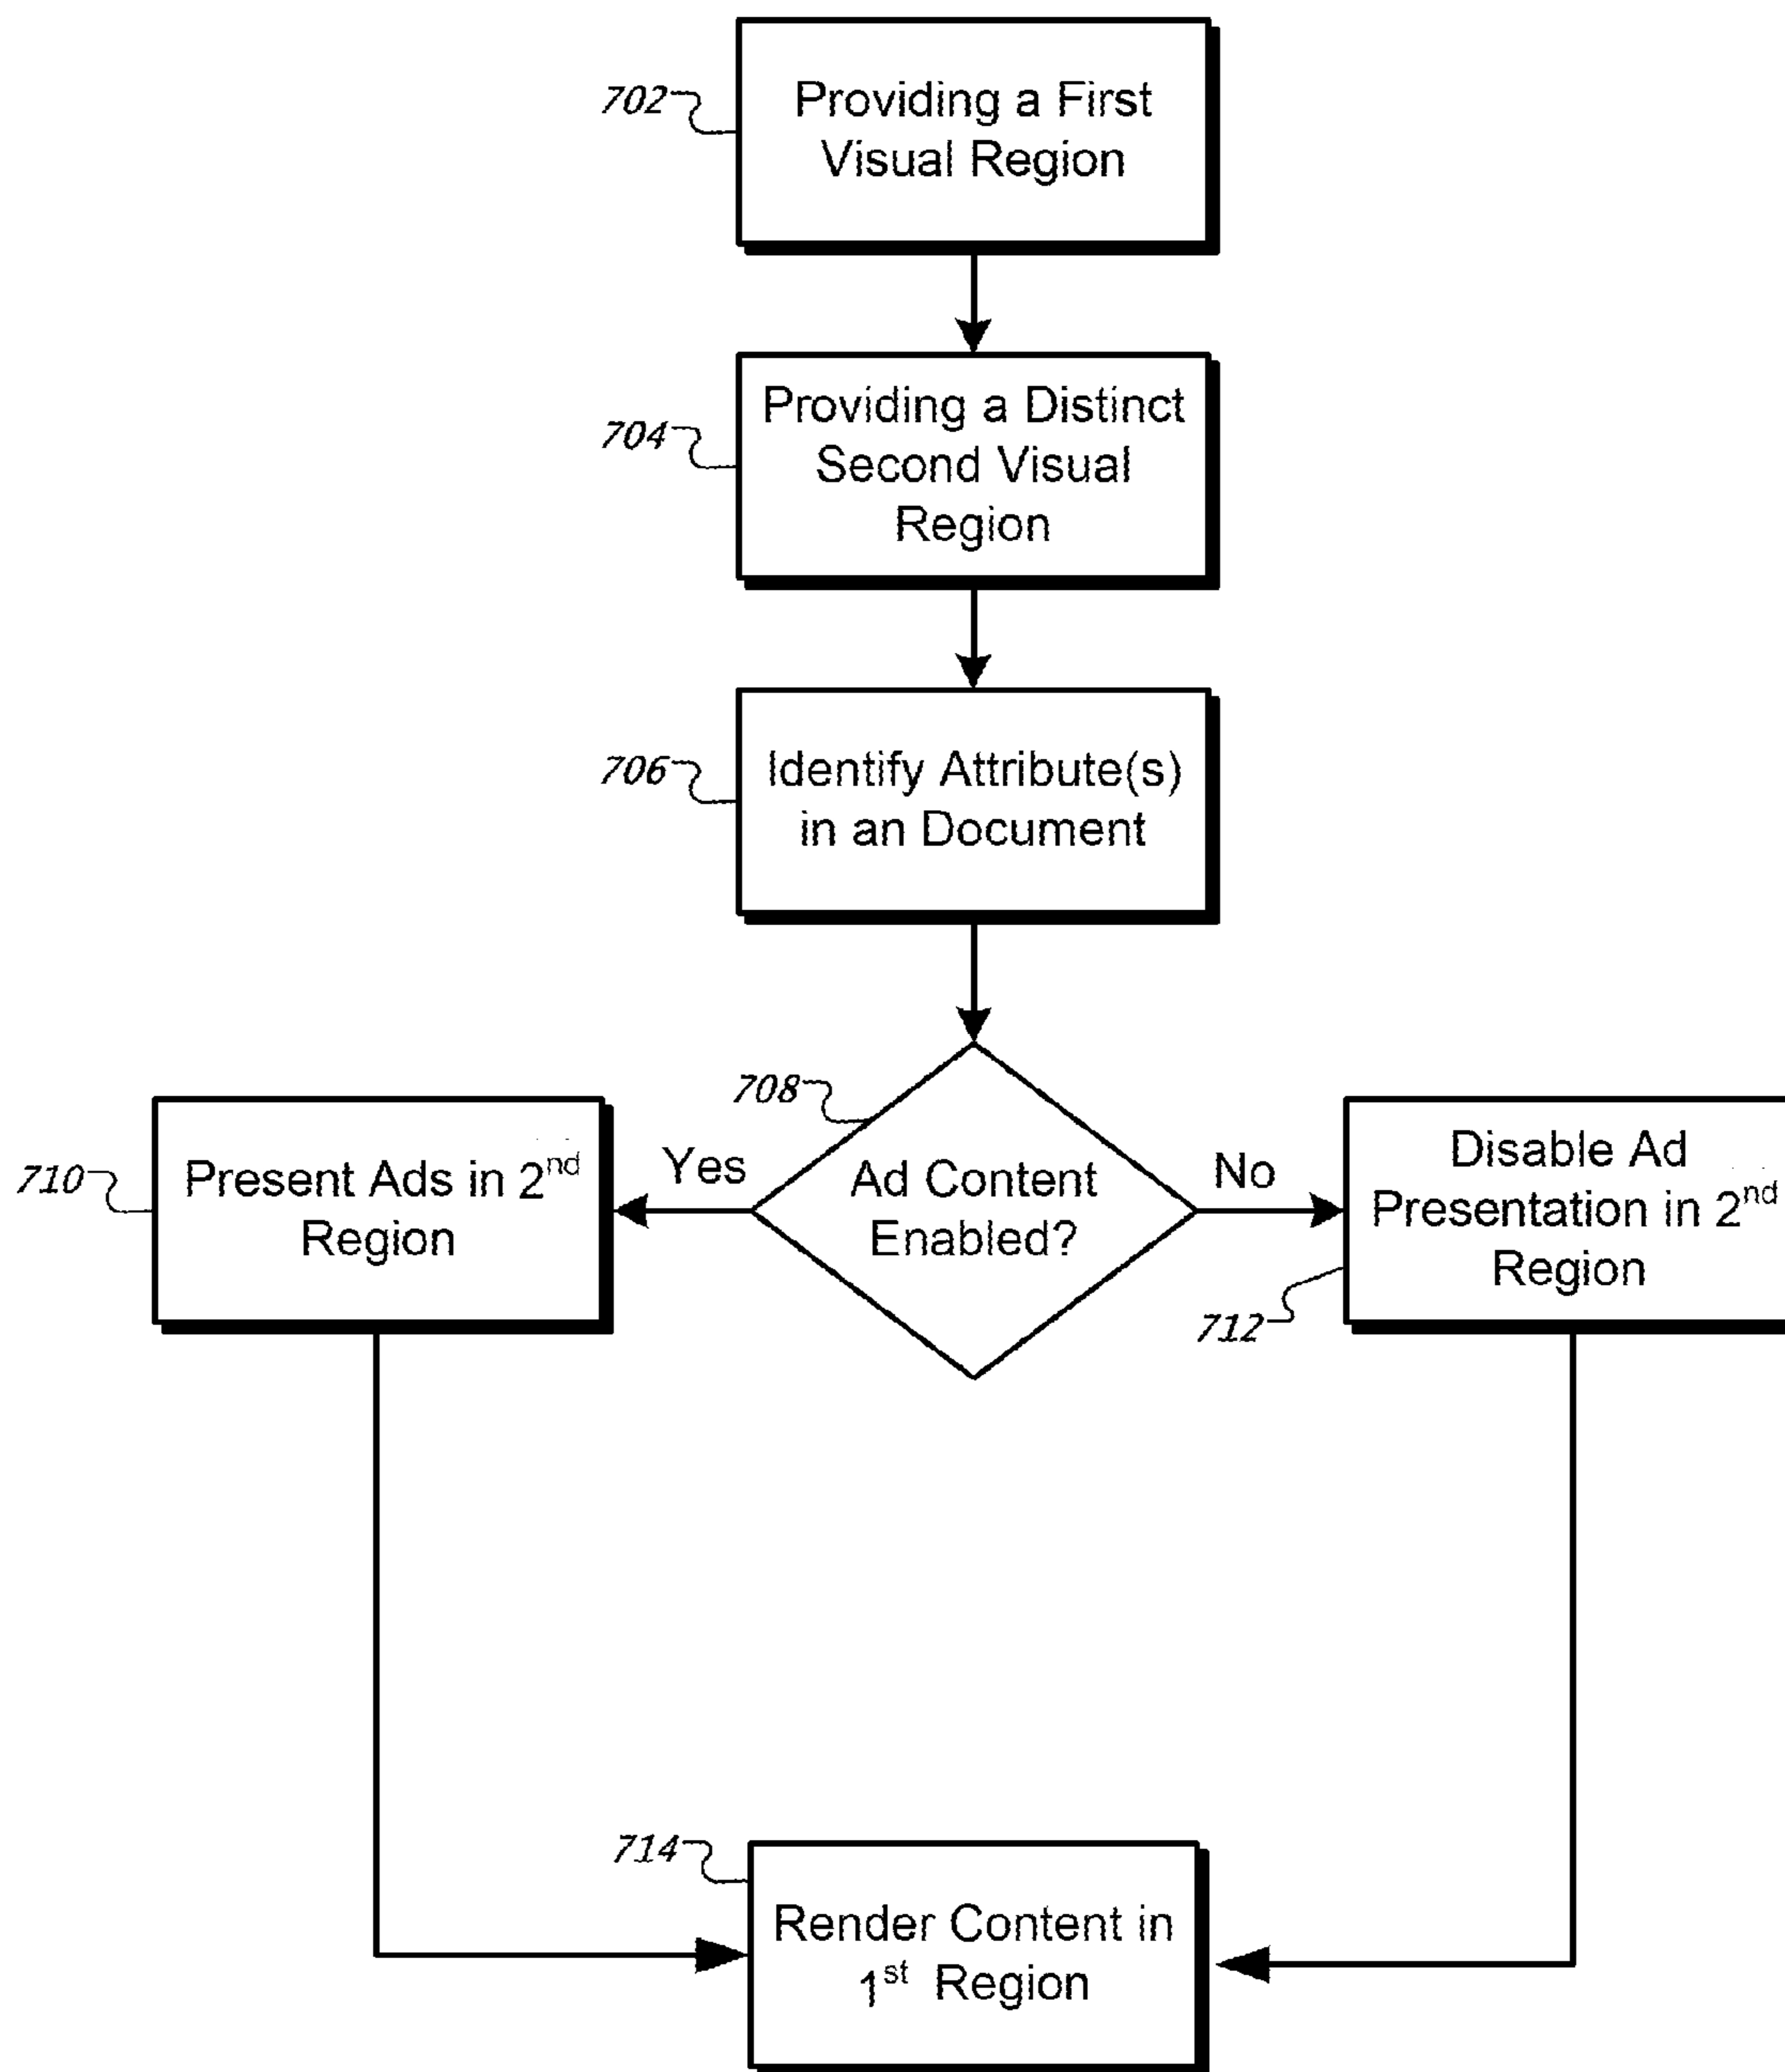 702
Providing a First
Visual Region
704
Providing a Distinct
Second Visual
Region
706
Identify Attribute(s)
in an Document
708
Ad Content
Enabled?
Yes
No
710
Present Ads in 2nd
Region
Disable Ad
Presentation in 2nd
Region
712
714
Render Content in
1st Region